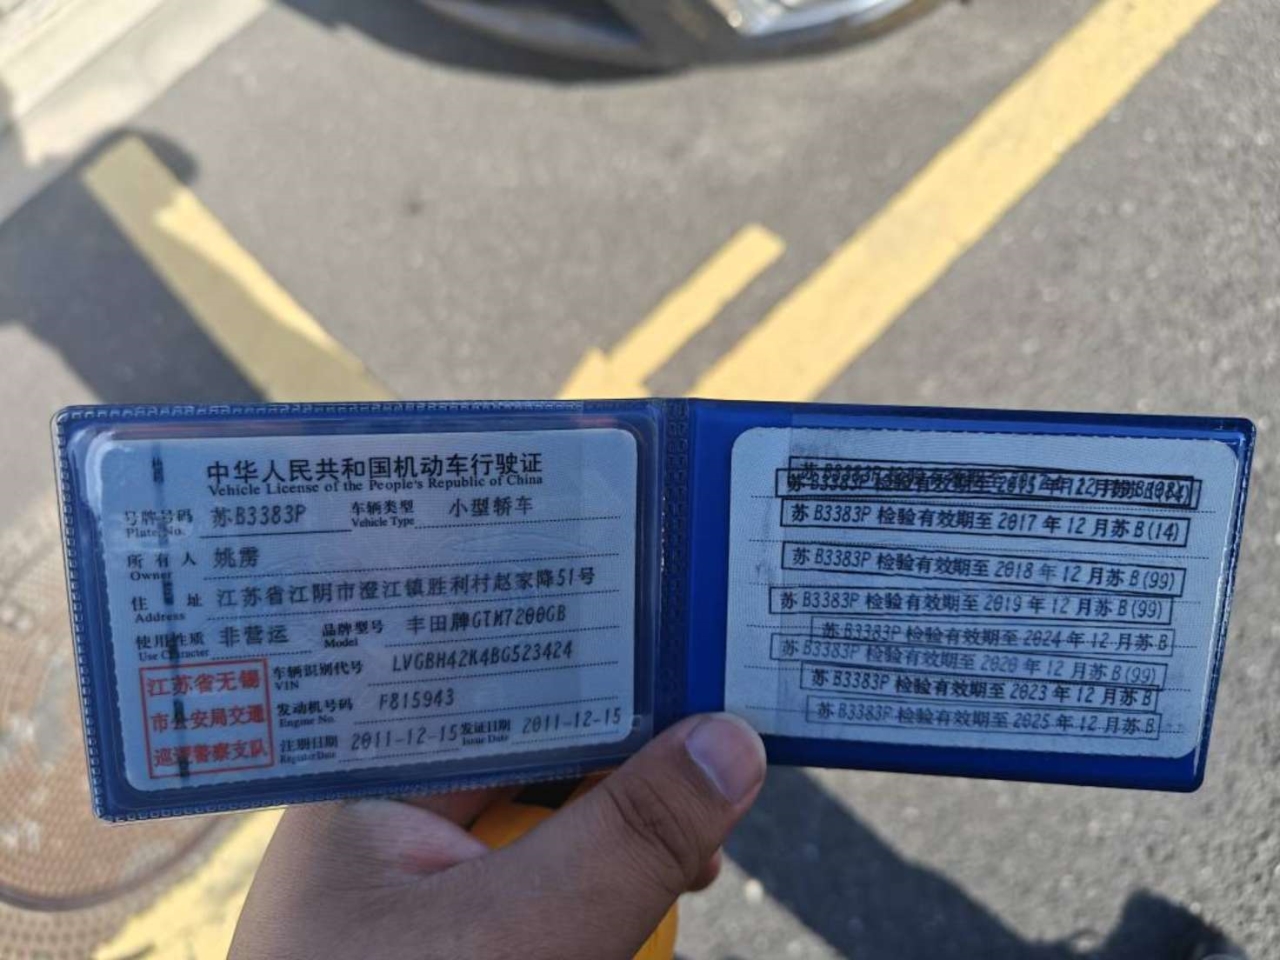 中华人民共和国机动车行驶证
Vehicle License of the People's Republic of China
号牌号码 苏B3383P 车辆类型 小型轿车
Plate No. Vehicle Type
所有人 姚雳
Owner
住址 江苏省江阴市澄江镇胜利村赵家降51号
Address
使用性质 非营运 品牌型号 丰田牌GTM7200GB
Use Character Model
车辆识别代号 LVGBH42K4BG523424
VIN
发动机号码 F815943
Engine No.
注册日期 2011-12-15 发证日期 2011-12-15
Register Date Issue Date
江苏省无锡
市公安局交通
巡逻警察支队
苏B3383P 检验有效期至 2017年12月苏B(14)
苏B3383P 检验有效期至 2018年12月苏B(99)
苏B3383P 检验有效期至 2019年12月苏B(99)
苏B3383P 检验有效期至 2024年12月苏B
苏B3383P 检验有效期至 2020年12月苏B(99)
苏B3383P 检验有效期至 2023年12月苏B
苏B3383P 检验有效期至 2025年12月苏B